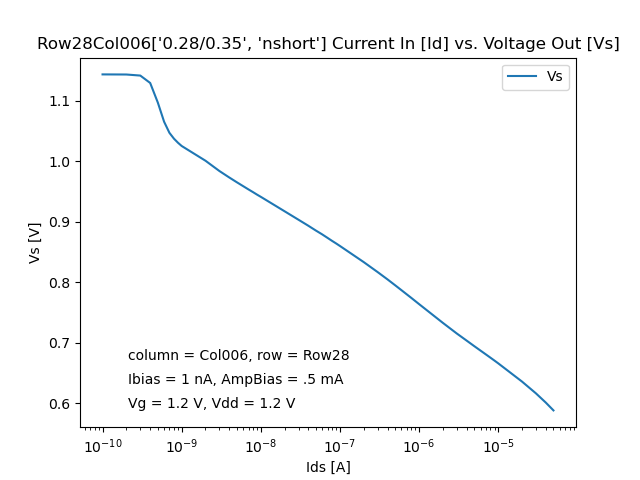 Row28Col006['0.28/0.35', 'nshort'] Current In [Id] vs. Voltage Out [Vs]
Vs
1.1
1.0
0.9
0.8
0.7
0.6
Vs [V]
column = Col006, row = Row28
Ibias = 1 nA, AmpBias = .5 mA
Vg = 1.2 V, Vdd = 1.2 V
10⁻¹⁰ 10⁻⁹ 10⁻⁸ 10⁻⁷ 10⁻⁶ 10⁻⁵
Ids [A]